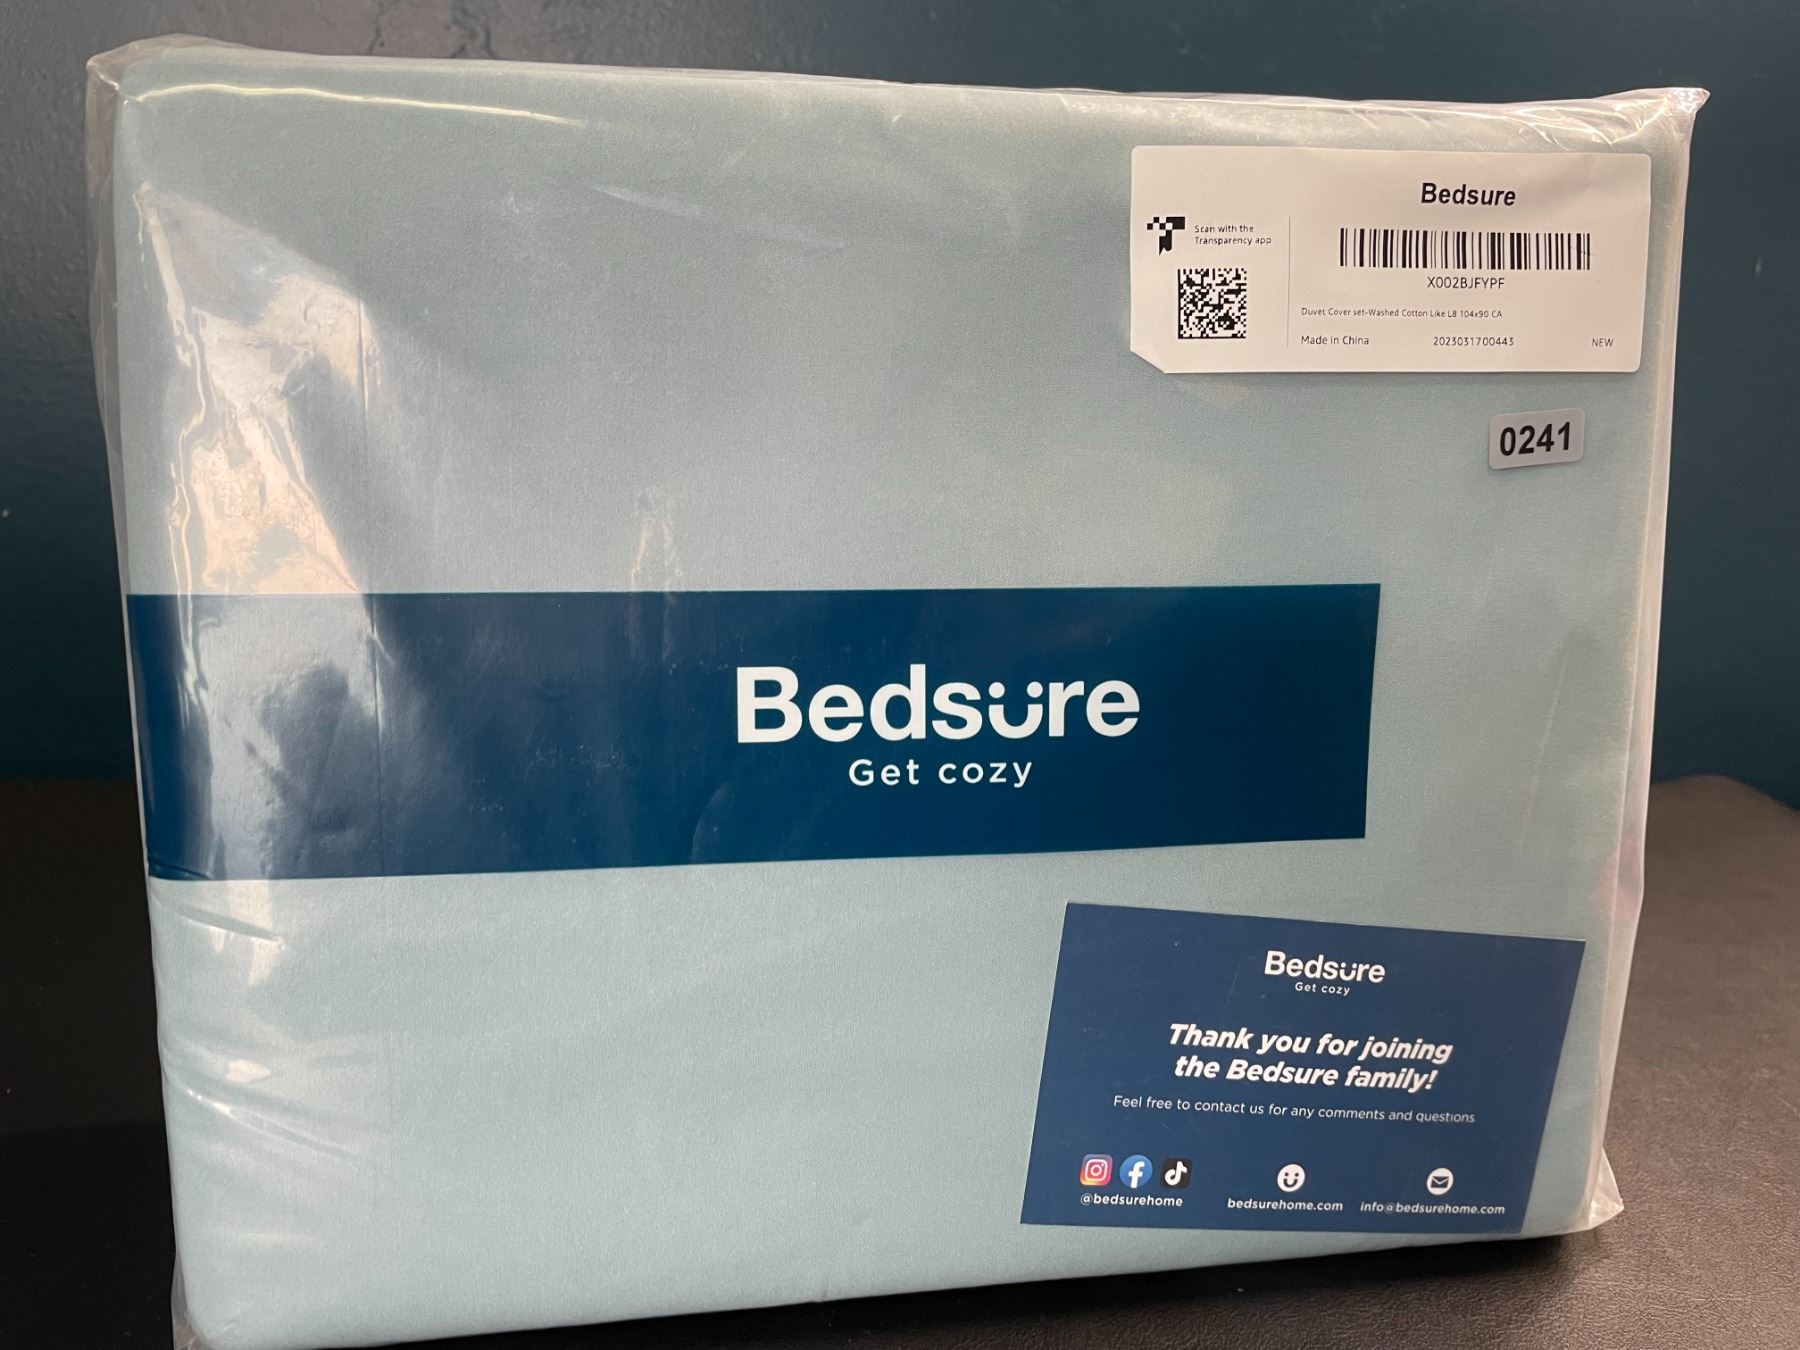 Bedsure
Scan with the
Transparency app
X002BJFYPF
Duvet Cover set-Washed Cotton Like LB 104x90 CA
Made in China 2023031700443 NEW
0241
Bedsure
Get cozy
Bedsure
Get cozy
Thank you for joining
the Bedsure family!
Feel free to contact us for any comments and questions
@bedsurehome bedsurehome.com info@bedsurehome.com